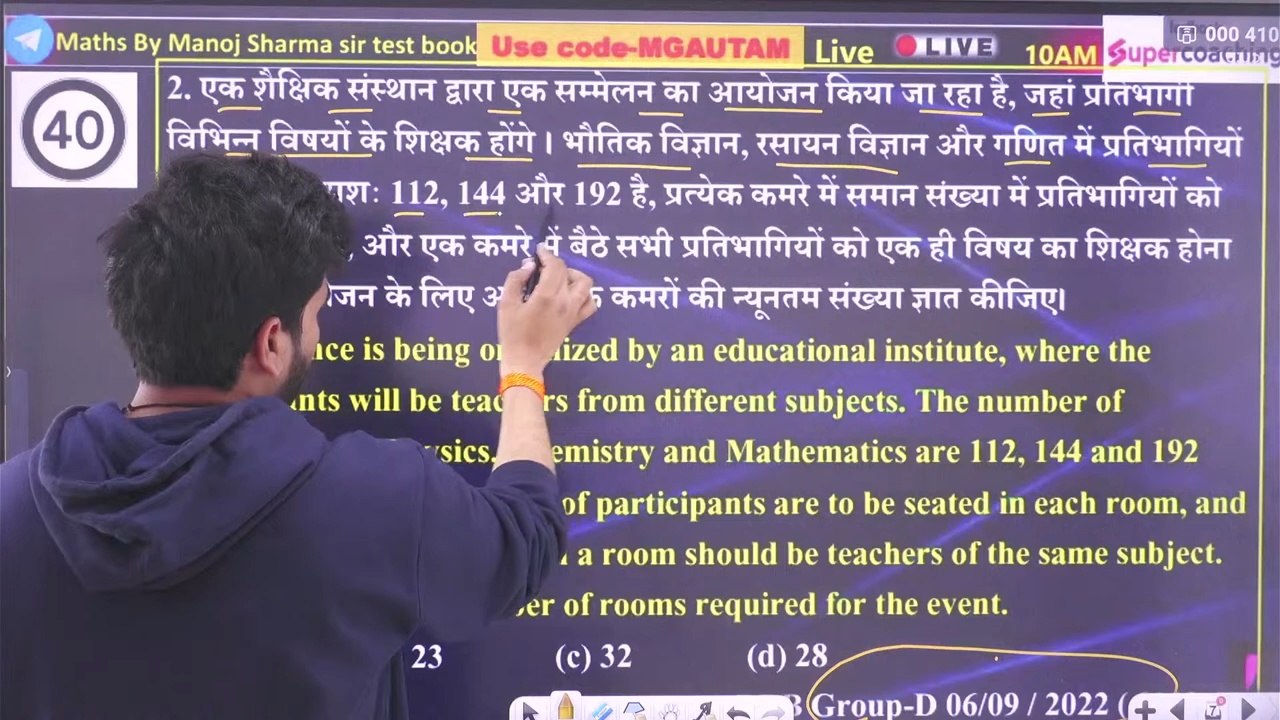 Maths By Manoj Sharma sir test book Use code-MGAUTAM Live LIVE 10AM Supercoaching
000 410
40
2. एक शैक्षिक संस्थान द्वारा एक सम्मेलन का आयोजन किया जा रहा है, जहां प्रतिभागी
विभिन्न विषयों के शिक्षक होंगे । भौतिक विज्ञान, रसायन विज्ञान और गणित में प्रतिभागियों
112, 144 और 192 है, प्रत्येक कमरे में समान संख्या में प्रतिभागियों को
और एक कमरे में बैठे सभी प्रतिभागियों को एक ही विषय का शिक्षक होना
के लिए कमरों की न्यूनतम संख्या ज्ञात कीजिए।
is being by an educational institute, where the
will be from different subjects. The number of
and Mathematics are 112, 144 and 192
of participants are to be seated in each room, and
a room should be teachers of the same subject.
of rooms required for the event.
23 (c) 32 (d) 28
Group-D 06/09 / 2022
7